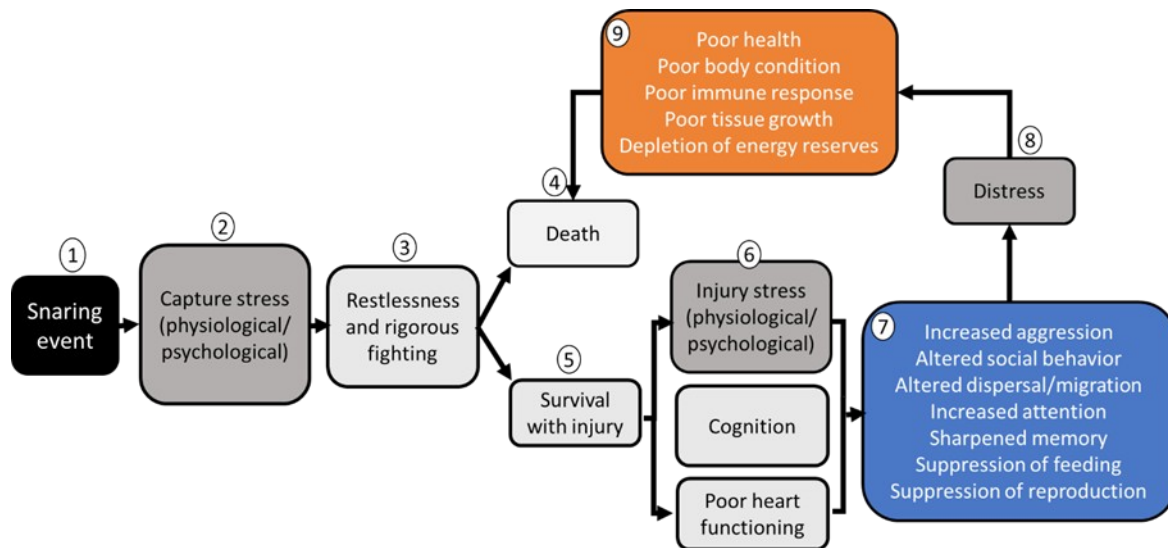 1
Snaring
event
2
Capture stress
(physiological/
psychological)
3
Restlessness
and rigorous
fighting
4
Death
5
Survival
with injury
6
Injury stress
(physiological/
psychological)
Cognition
Poor heart
functioning
7
Increased aggression
Altered social behavior
Altered dispersal/migration
Increased attention
Sharpened memory
Suppression of feeding
Suppression of reproduction
8
Distress
9
Poor health
Poor body condition
Poor immune response
Poor tissue growth
Depletion of energy reserves